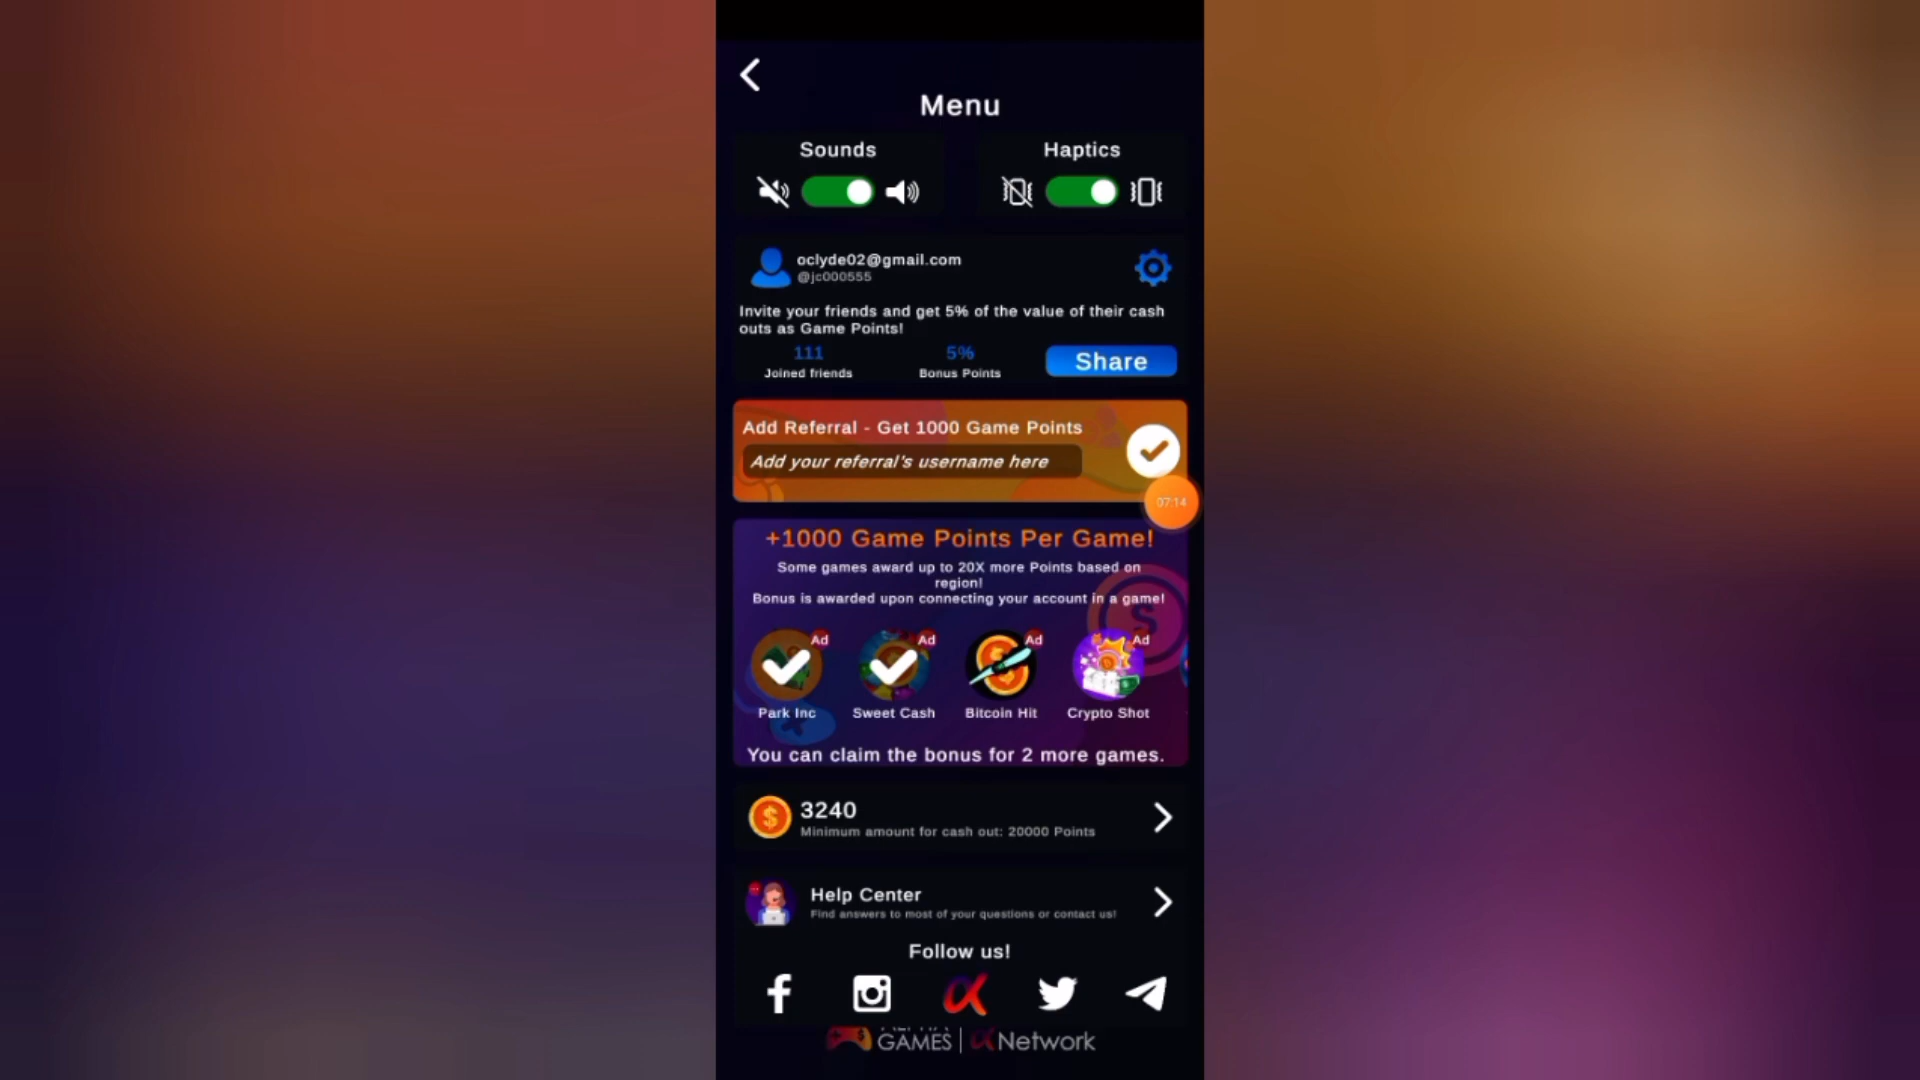 Menu
Sounds
Haptics
oclyde02@gmail.com
@jc000555
Invite your friends and get 5% of the value of their cash
outs as Game Points!
111
5%
Share
Joined friends
Bonus Points
Add Referral - Get 1000 Game Points
Add your referral's username here
07:14
+1000 Game Points Per Game!
Some games award up to 20X more Points based on
region!
Bonus is awarded upon connecting your account in a game!
Ad
Ad
Ad
Ad
Park Inc
Sweet Cash
Bitcoin Hit
Crypto Shot
You can claim the bonus for 2 more games.
3240
Minimum amount for cash out: 20000 Points
Help Center
Find answers to most of your questions or contact us!
Follow us!
GAMES | αNetwork